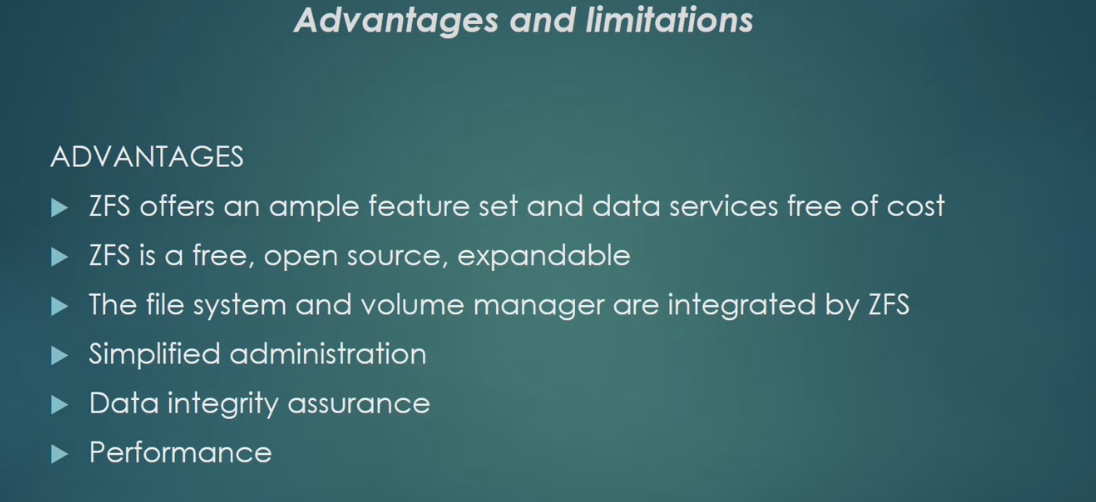 Advantages and limitations
ADVANTAGES
ZFS offers an ample feature set and data services free of cost
ZFS is a free, open source, expandable
The file system and volume manager are integrated by ZFS
Simplified administration
Data integrity assurance
Performance